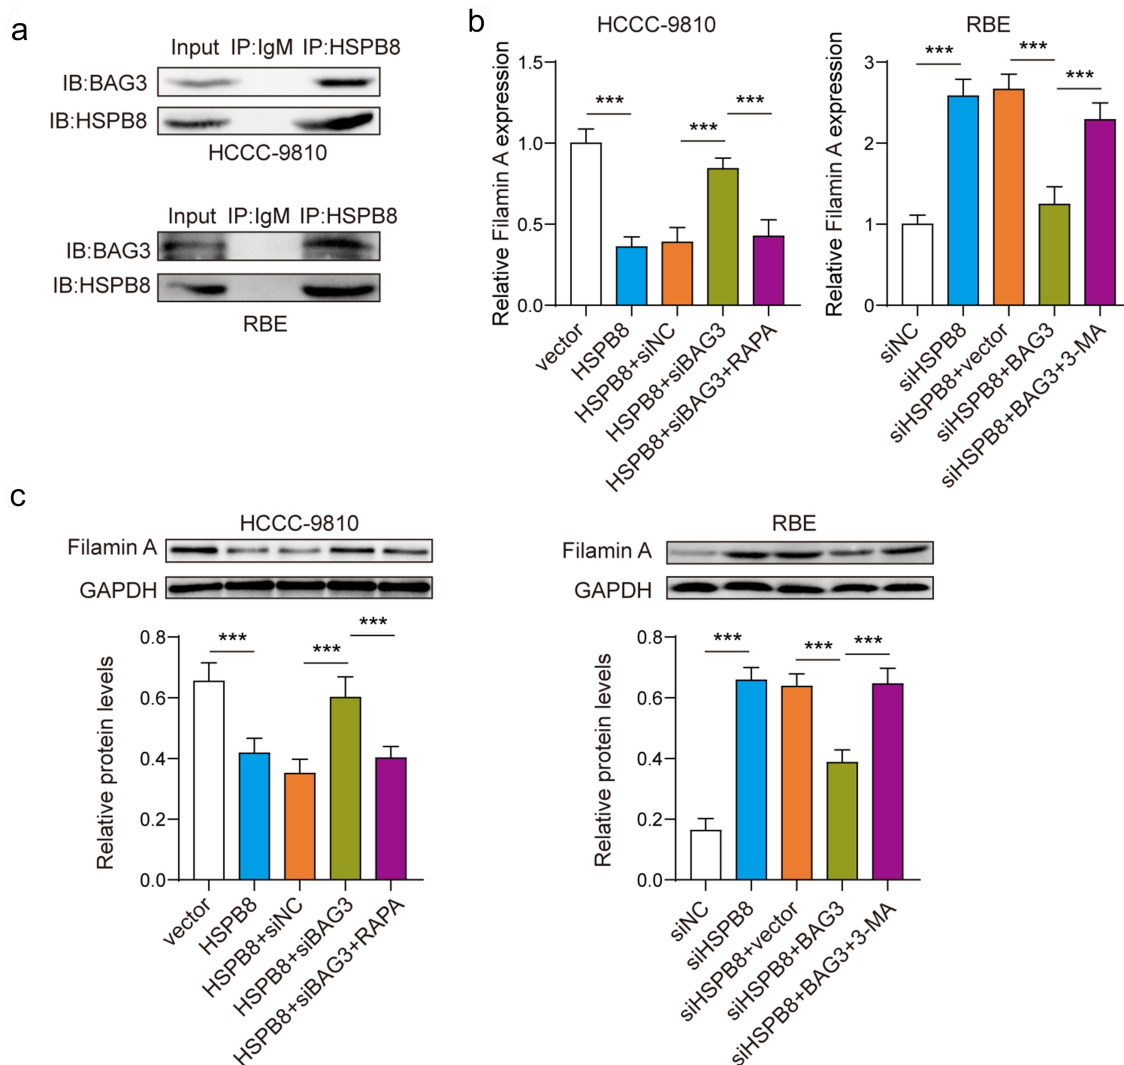 a
Input IP:IgM IP:HSPB8
IB:BAG3
IB:HSPB8
HCCC-9810
Input IP:IgM IP:HSPB8
IB:BAG3
IB:HSPB8
RBE
b
HCCC-9810
Relative Filamin A expression
1.5
1.0
0.5
0.0
***
***
***
vector
HSPB8
HSPB8+siNC
HSPB8+siBAG3
HSPB8+siBAG3+RAPA
RBE
Relative Filamin A expression
3
2
1
0
***
***
***
siNC
siHSPB8
siHSPB8+vector
siHSPB8+BAG3
siHSPB8+BAG3+3-MA
c
HCCC-9810
Filamin A
GAPDH
Relative protein levels
0.8
0.6
0.4
0.2
0.0
***
***
***
vector
HSPB8
HSPB8+siNC
HSPB8+siBAG3
HSPB8+siBAG3+RAPA
RBE
Filamin A
GAPDH
Relative protein levels
0.8
0.6
0.4
0.2
0.0
***
***
***
siNC
siHSPB8
siHSPB8+vector
siHSPB8+BAG3
siHSPB8+BAG3+3-MA